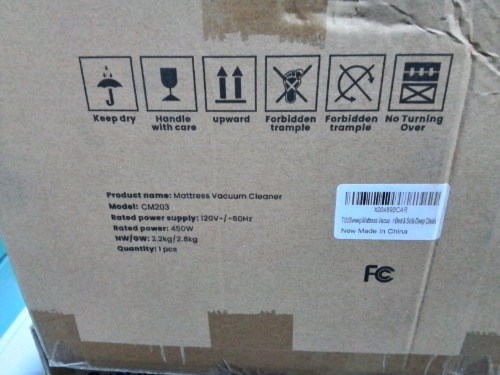 Keep dry
Handle
with care
upward
Forbidden
trample
Forbidden
trample
No Turning
Over
Product name: Mattress Vacuum Cleaner
Model: CM203
Rated power supply: 120V~/~60Hz
Rated power: 450W
NW/GW: 2.2kg/2.8kg
Quantity: 1 pcs
New Made in China
FC